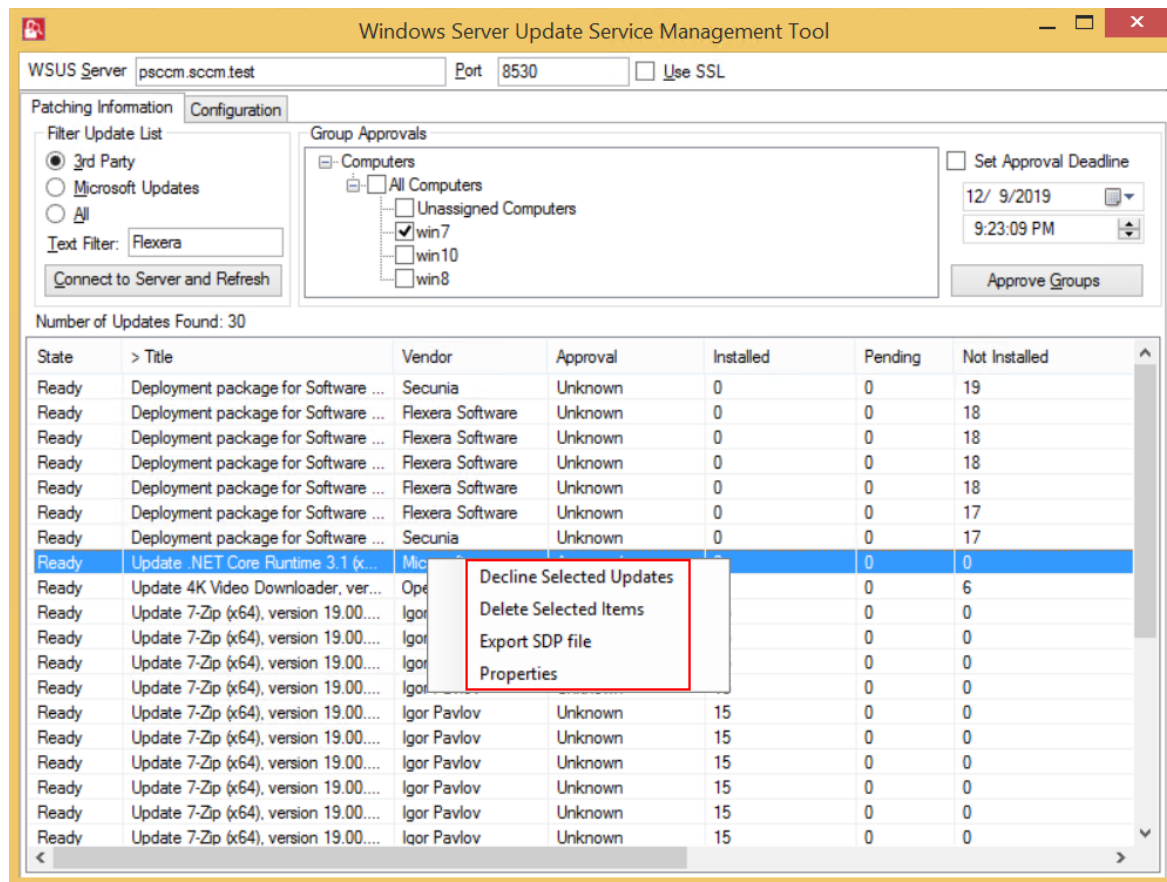 Windows Server Update Service Management Tool
WSUS Server psccm.sccm.test Port 8530 Use SSL
Patching Information Configuration
Filter Update List
3rd Party
Microsoft Updates
All
Text Filter: Flexera
Connect to Server and Refresh
Group Approvals
Computers
All Computers
Unassigned Computers
win7
win10
win8
Set Approval Deadline
12/ 9/2019
9:23:09 PM
Approve Groups
Number of Updates Found: 30
State > Title Vendor Approval Installed Pending Not Installed
Ready Deployment package for Software ... Secunia Unknown 0 0 19
Ready Deployment package for Software ... Flexera Software Unknown 0 0 18
Ready Deployment package for Software ... Flexera Software Unknown 0 0 18
Ready Deployment package for Software ... Flexera Software Unknown 0 0 18
Ready Deployment package for Software ... Flexera Software Unknown 0 0 18
Ready Deployment package for Software ... Flexera Software Unknown 0 0 17
Ready Deployment package for Software ... Secunia Unknown 0 0 17
Ready Update .NET Core Runtime 3.1 (x... Mic 0 0
Ready Update 4K Video Downloader, ver... Ope 0 6
Ready Update 7-Zip (x64), version 19.00.... Igor 0 0
Ready Update 7-Zip (x64), version 19.00.... Igor 0 0
Ready Update 7-Zip (x64), version 19.00.... Igor 0 0
Ready Update 7-Zip (x64), version 19.00.... Igor 0 0
Decline Selected Updates
Delete Selected Items
Export SDP file
Properties
Ready Update 7-Zip (x64), version 19.00.... Igor Pavlov Unknown 15 0 0
Ready Update 7-Zip (x64), version 19.00.... Igor Pavlov Unknown 15 0 0
Ready Update 7-Zip (x64), version 19.00.... Igor Pavlov Unknown 15 0 0
Ready Update 7-Zip (x64), version 19.00.... Igor Pavlov Unknown 15 0 0
Ready Update 7-Zip (x64), version 19.00.... Igor Pavlov Unknown 15 0 0
Ready Update 7-Zip (x64), version 19.00.... Igor Pavlov Unknown 15 0 0